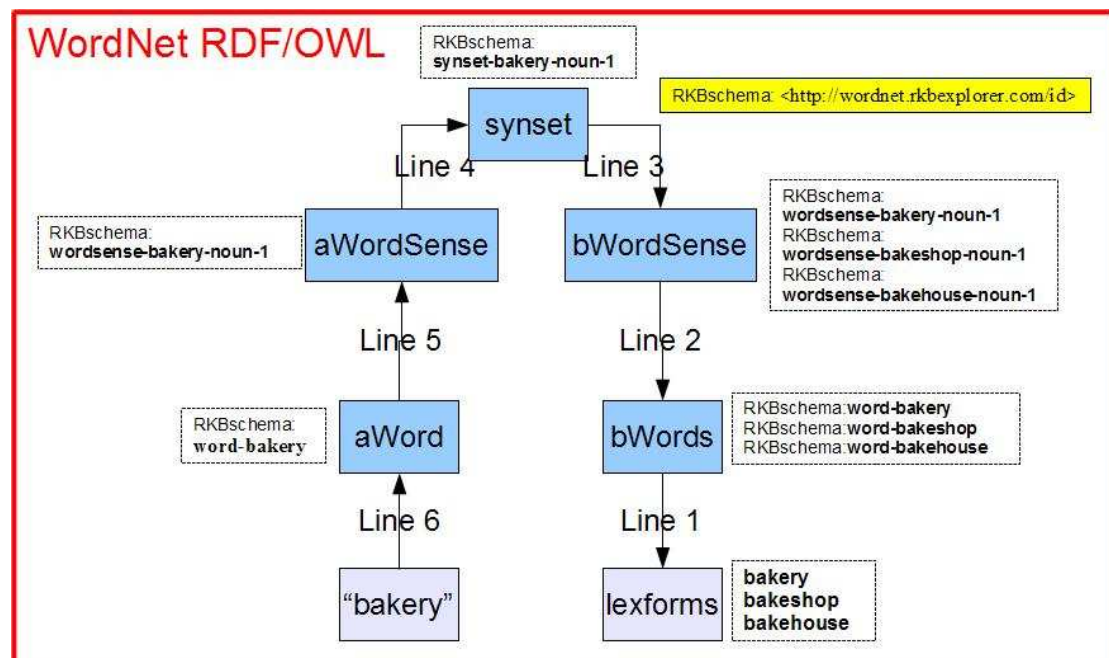 WordNet RDF/OWL
RKBschema:
synset-bakery-noun-1
RKBschema: <http://wordnet.rkbexplorer.com/id>
synset
Line 4
Line 3
RKBschema:
wordsense-bakery-noun-1
aWordSense
bWordSense
RKBschema:
wordsense-bakery-noun-1
RKBschema:
wordsense-bakeshop-noun-1
RKBschema:
wordsense-bakehouse-noun-1
Line 5
Line 2
RKBschema:
word-bakery
aWord
bWords
RKBschema:word-bakery
RKBschema:word-bakeshop
RKBschema:word-bakehouse
Line 6
Line 1
“bakery”
lexforms
bakery
bakeshop
bakehouse